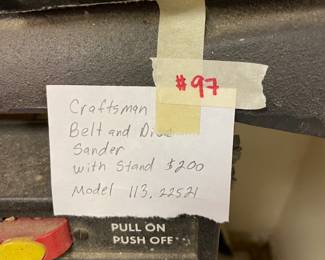 #97
Craftsman
Belt and Disc
Sander
with Stand $200
Model 113.22521
PULL ON
PUSH OFF